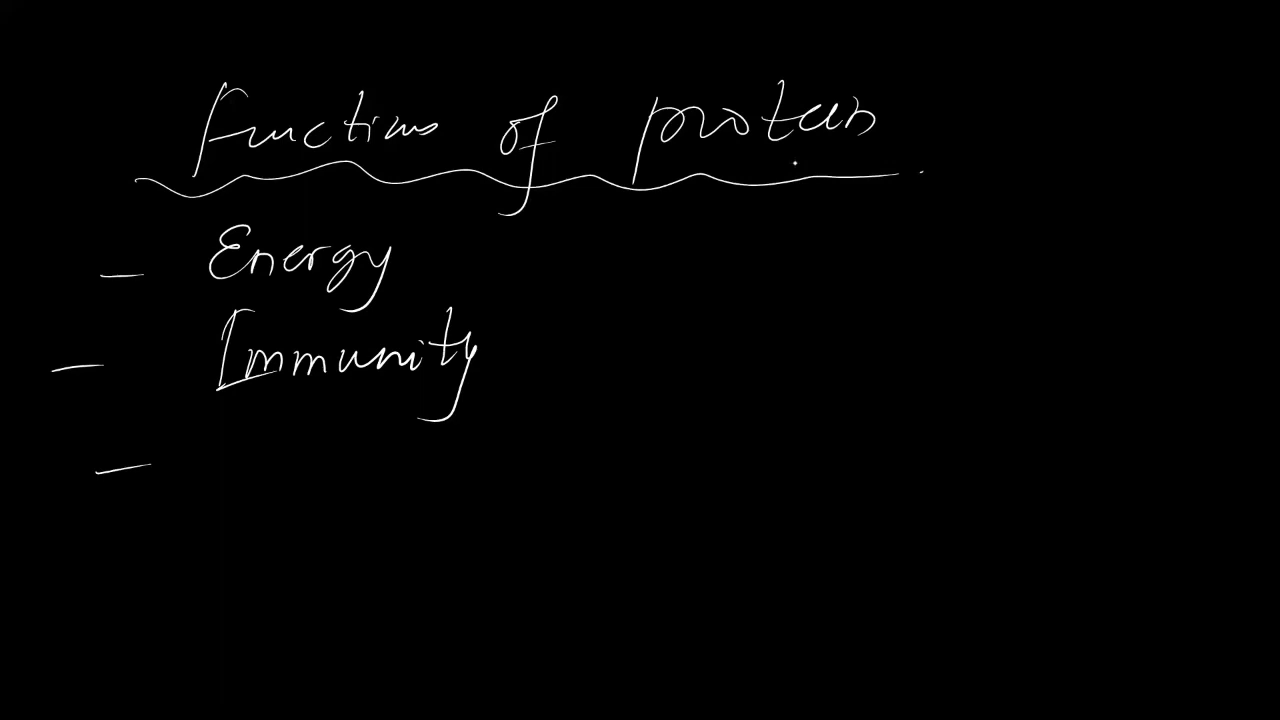 Functions of protein
- Energy
- Immunity
-